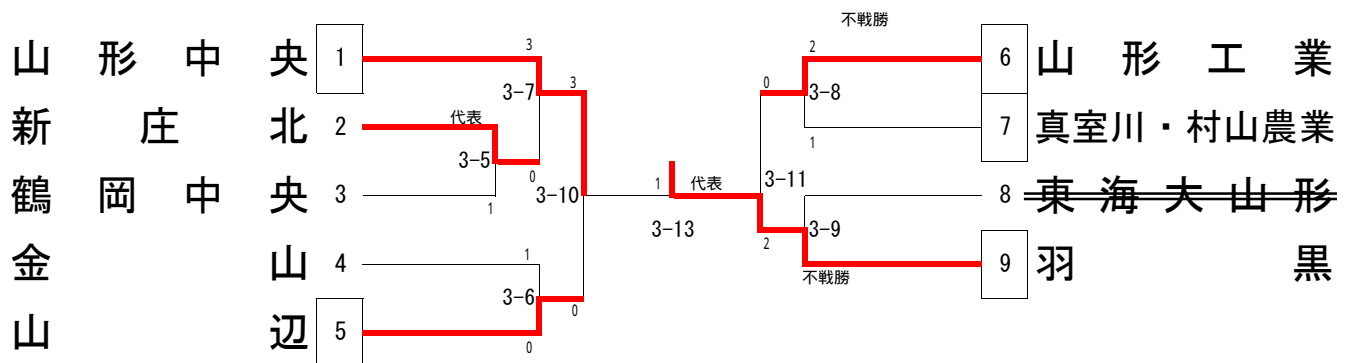 不戦勝
山形中央 1 3 2 6 山形工業
3 0
3-7 3-8
新庄北 2 代表 7 真室川・村山農業
1
3-5 0
鶴岡中央 3 1 3-10 1 代表 3-11 8 東海大山形
3-13 2 3-9
金山 4 1 9 羽黒
不戦勝
3-6 0
山辺 5 0